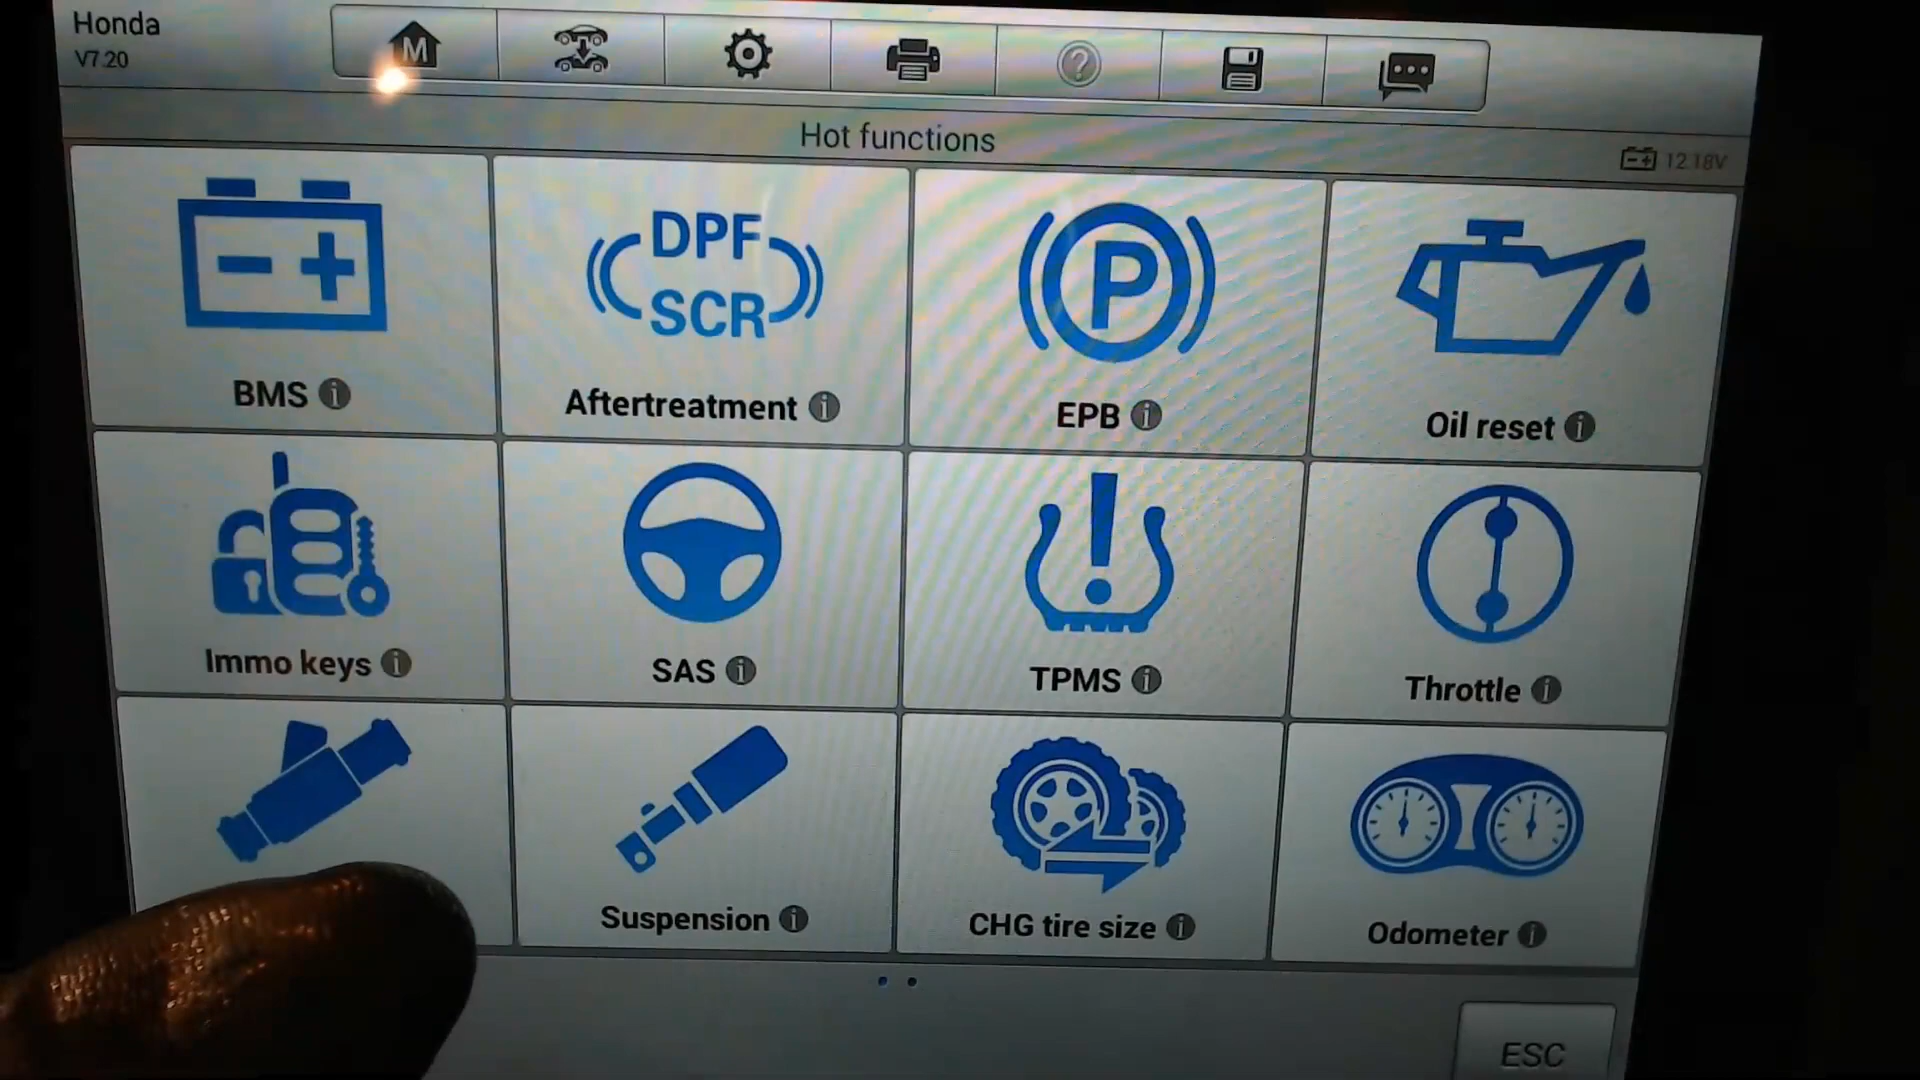 Honda
V7.20
M
?
Hot functions
12.18V
DPF
SCR
P
BMS
Aftertreatment
EPB
Oil reset
Immo keys
SAS
TPMS
Throttle
Suspension
CHG tire size
Odometer
ESC